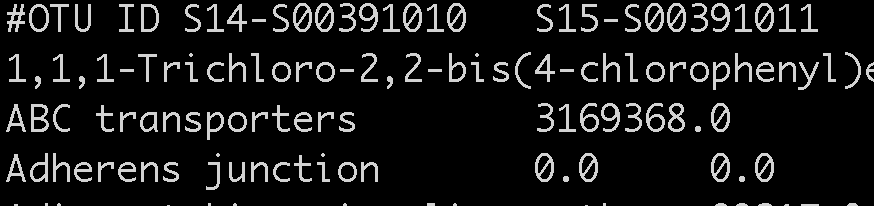 #OTU ID S14-S00391010 S15-S00391011
1,1,1-Trichloro-2,2-bis(4-chlorophenyl)e
ABC transporters 3169368.0
Adherens junction 0.0 0.0